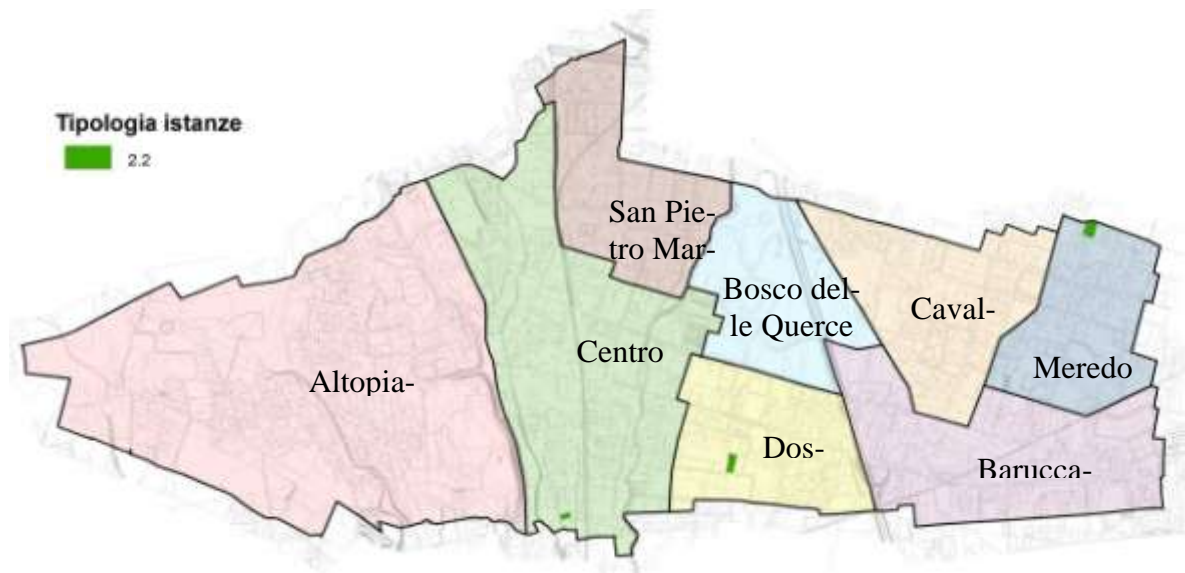 Tipologia istanze
2.2
San Pie-
tro Mar-
Bosco del-
le Querce
Caval-
Centro
Meredo
Altopia-
Dos-
Barucca-